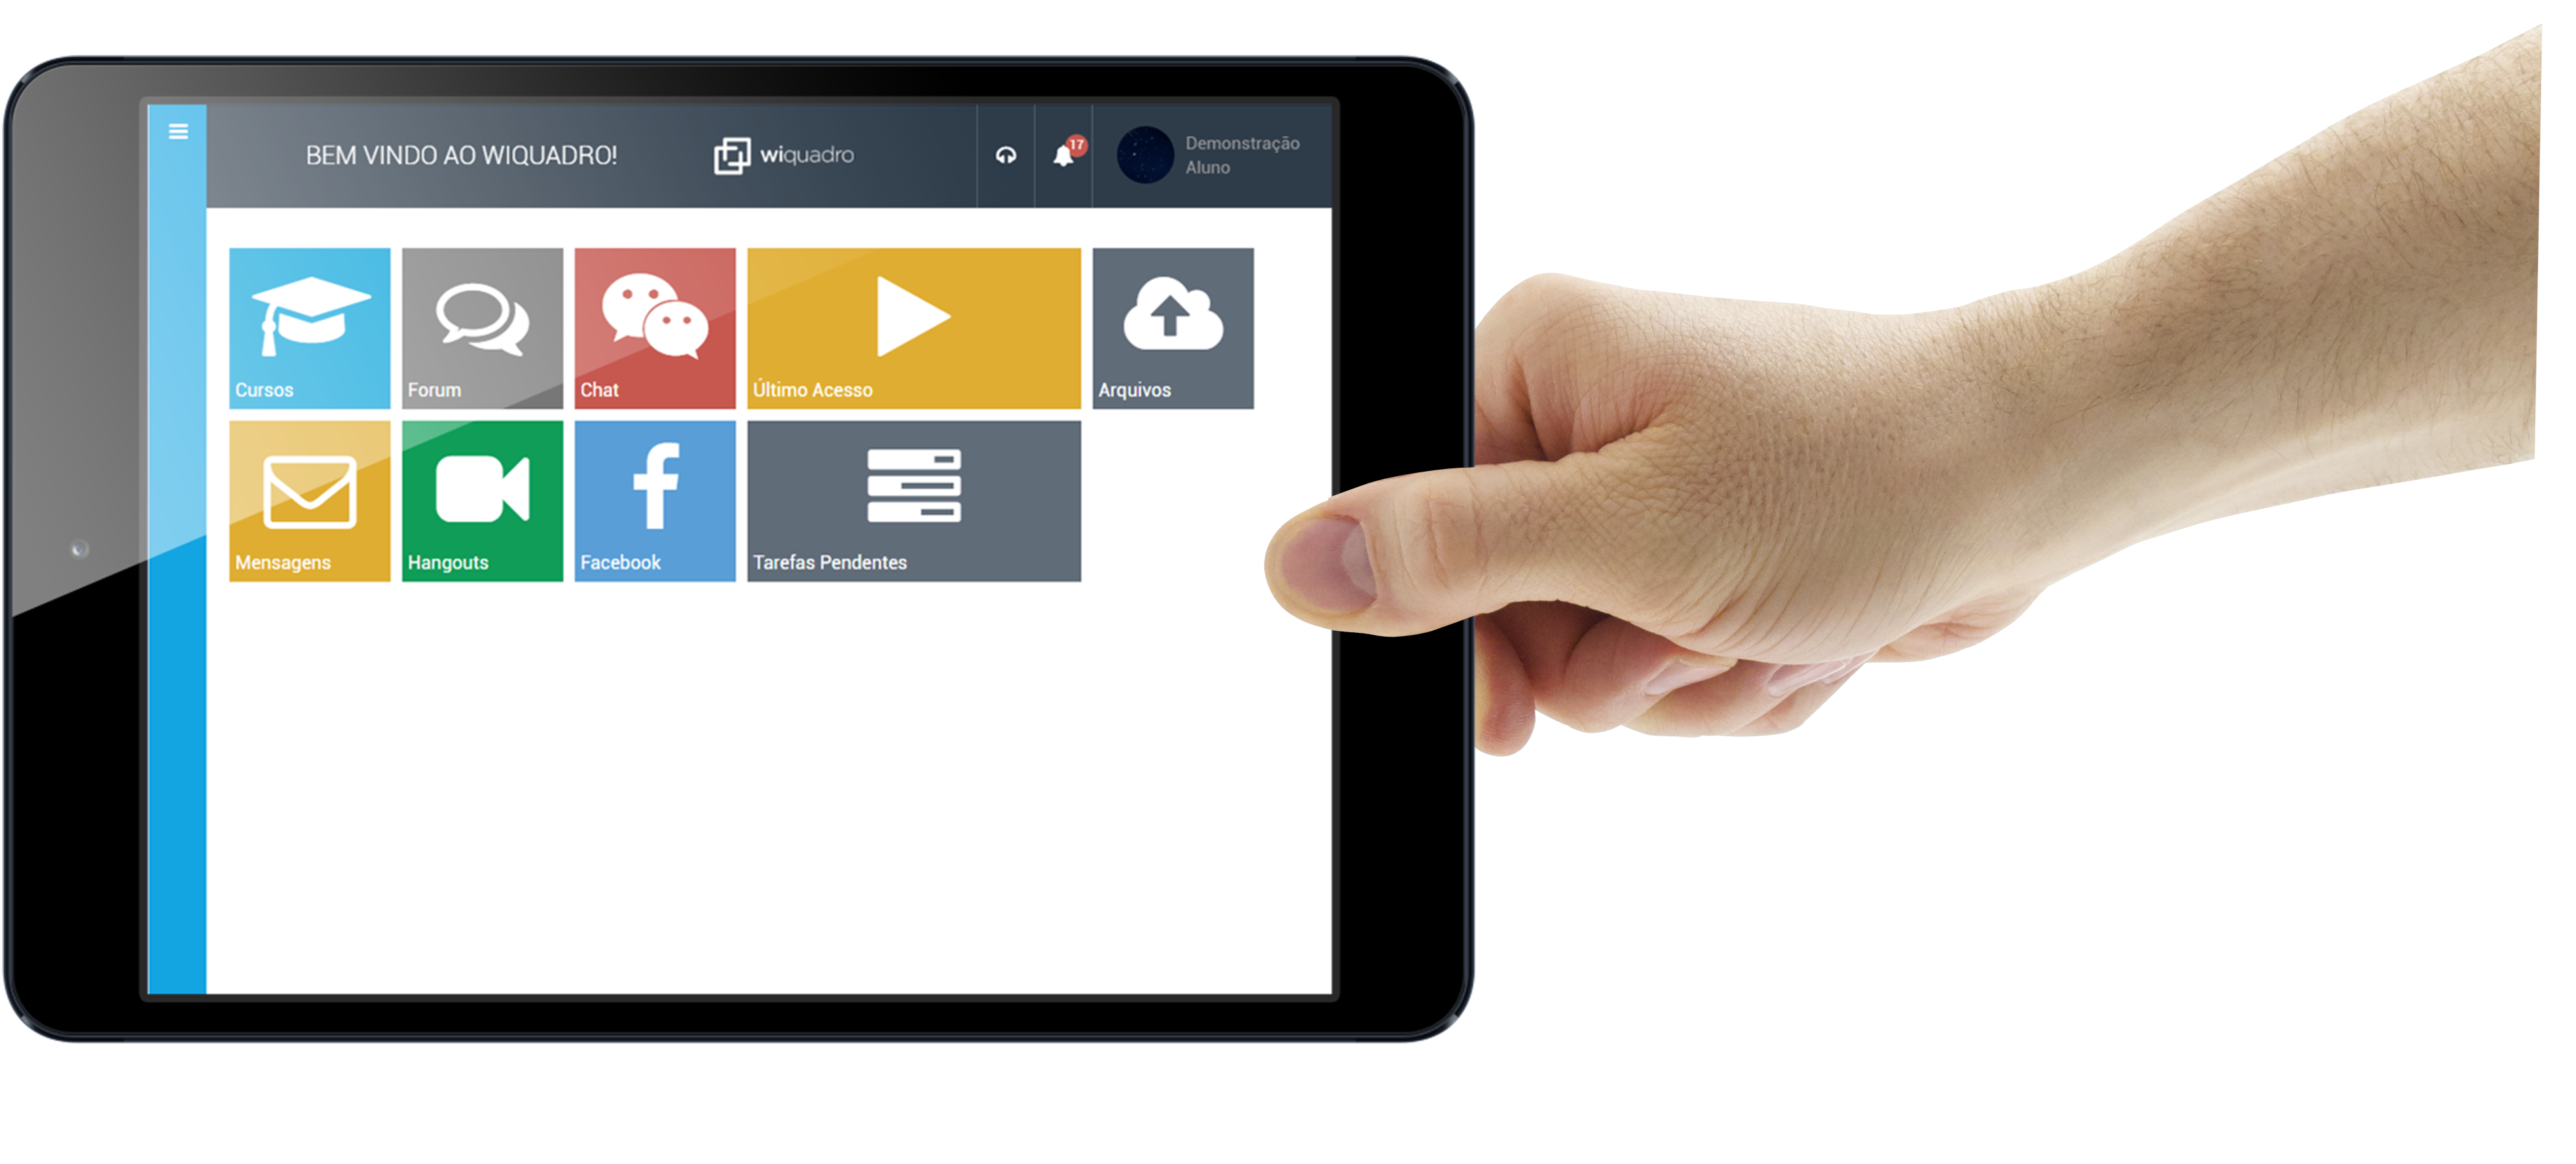 BEM VINDO AO WIQUADRO!
wiquadro
17
Demonstração
Aluno
Cursos
Forum
Chat
Último Acesso
Arquivos
Mensagens
Hangouts
Facebook
Tarefas Pendentes